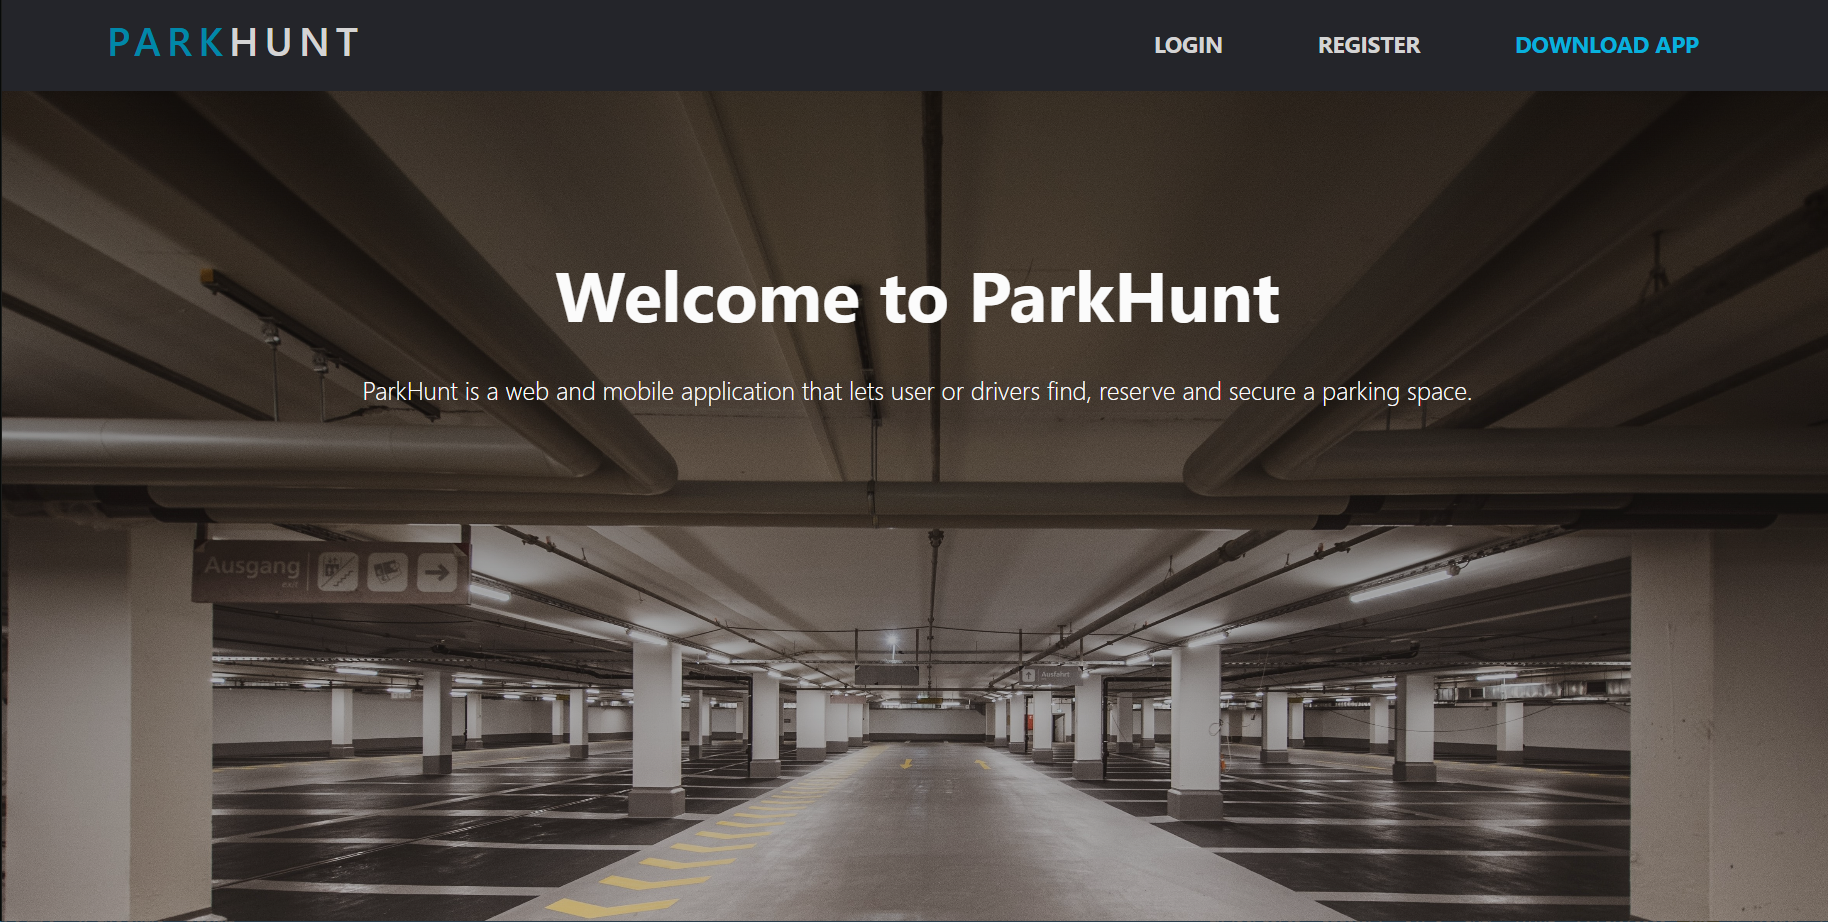 PARKHUNT
LOGIN
REGISTER
DOWNLOAD APP
Welcome to ParkHunt
ParkHunt is a web and mobile application that lets user or drivers find, reserve and secure a parking space.
Ausgang
exit
Ausfahrt